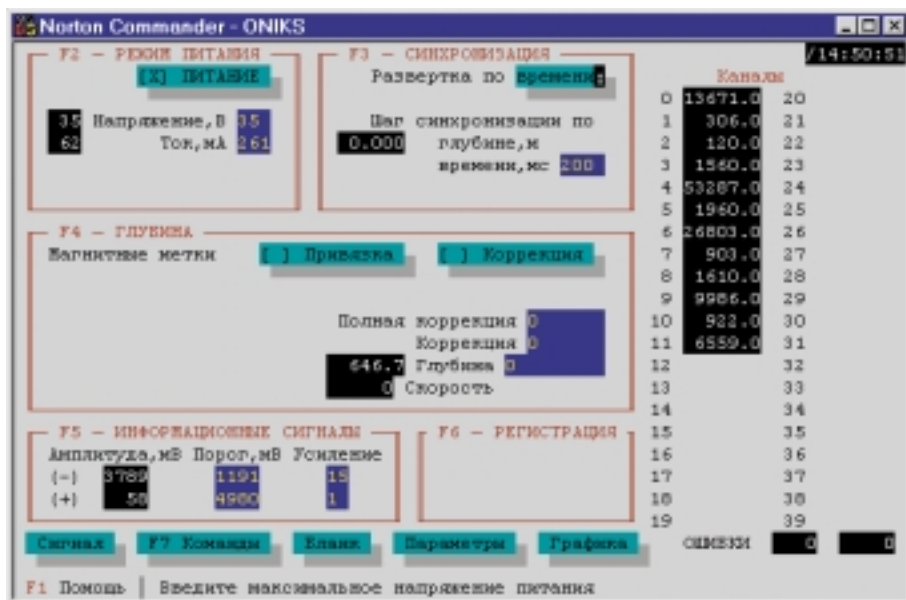 Norton Commander - ONIKS
/14:50:51
F2 — РЕЖИМ ПИТАНИЯ
[X] ПИТАНИЕ
35 Напряжение,В 35
62 Ток,мА 261
F3 — СИНХРОНИЗАЦИЯ
Развертка по времени:
Шаг синхронизации по
0.000 глубине,м
времени,мс 200
F4 — ГЛУБИНА
Магнитные метки [ ] Привязка [ ] Коррекция
Полная коррекция 0
Коррекция 0
646.7 Глубина 0
0 Скорость
F5 — ИНФОРМАЦИОННЫЕ СИГНАЛЫ
Амплитуда,мВ Порог,мВ Усиление
(-) 3789 1191 15
(+) 58 4980 1
F6 — РЕГИСТРАЦИЯ
Каналы
0 13671.0 20
1 306.0 21
2 120.0 22
3 1560.0 23
4 53287.0 24
5 1960.0 25
6 26803.0 26
7 903.0 27
8 1610.0 28
9 9986.0 29
10 922.0 30
11 6559.0 31
12 32
13 33
14 34
15 35
16 36
17 37
18 38
19 39
ОШИБКИ 0 0
Сигнал F7 Команды Бланк Параметры Графика
F1 Помощь | Введите максимальное напряжение питания